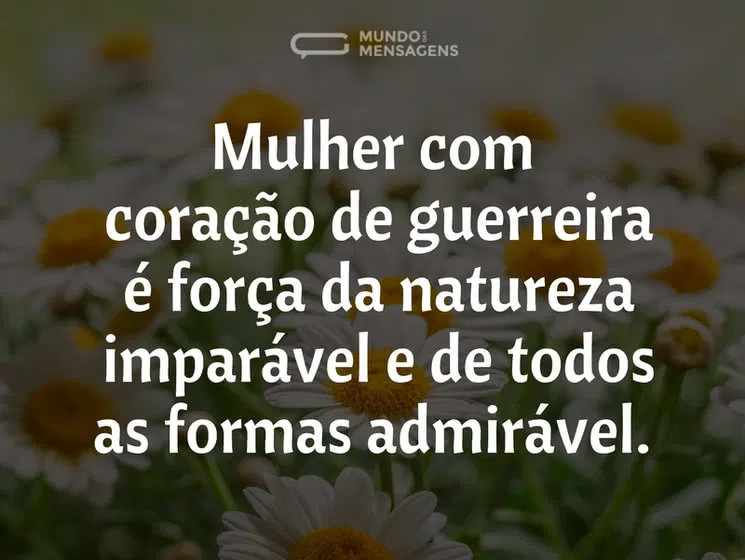 MUNDO DAS
MENSAGENS
Mulher com
coração de guerreira
é força da natureza
imparável e de todos
as formas admirável.